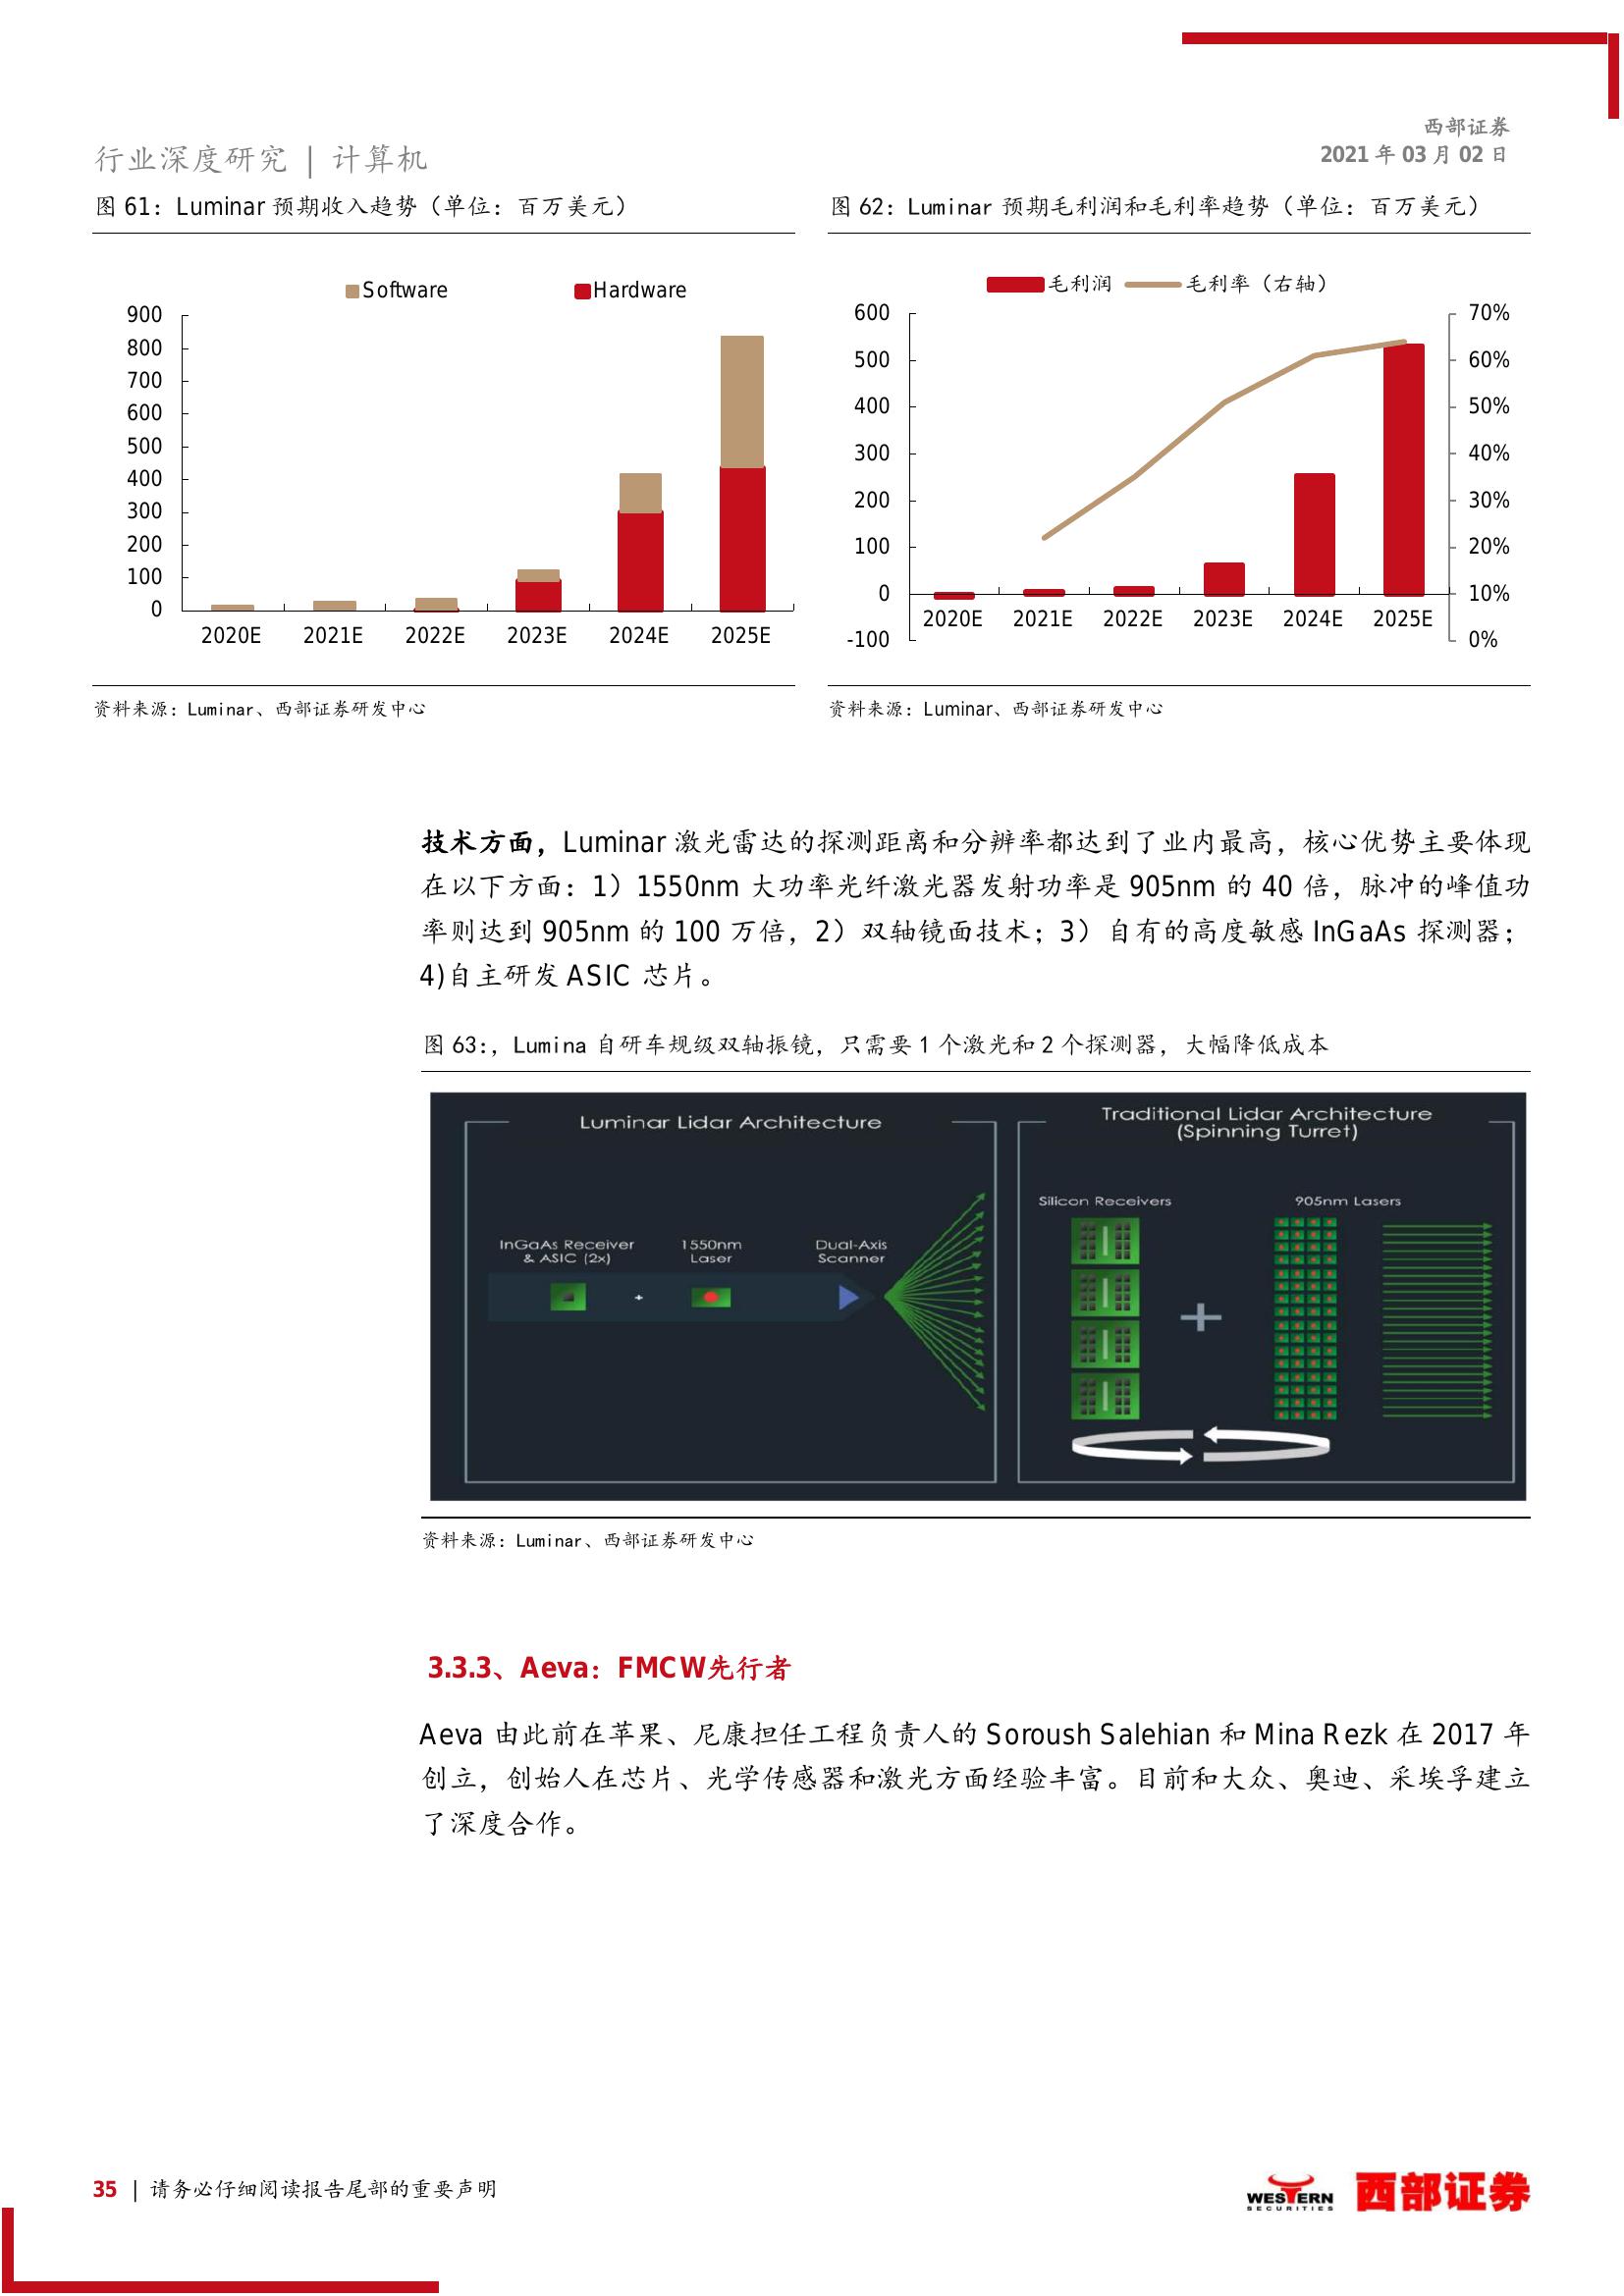 西部证券
2021 年 03 月 02 日
行业深度研究 | 计算机
图 61：Luminar 预期收入趋势（单位：百万美元）
Software
Hardware
900
800
700
600
500
400
300
200
100
0
2020E 2021E 2022E 2023E 2024E 2025E
资料来源：Luminar、西部证券研发中心
图 62：Luminar 预期毛利润和毛利率趋势（单位：百万美元）
毛利润
毛利率（右轴）
600
500
400
300
200
100
0
-100
70%
60%
50%
40%
30%
20%
10%
0%
2020E 2021E 2022E 2023E 2024E 2025E
资料来源：Luminar、西部证券研发中心
技术方面，Luminar 激光雷达的探测距离和分辨率都达到了业内最高，核心优势主要体现
在以下方面：1）1550nm 大功率光纤激光器发射功率是 905nm 的 40 倍，脉冲的峰值功
率则达到 905nm 的 100 万倍，2）双轴镜面技术；3）自有的高度敏感 InGaAs 探测器；
4)自主研发 ASIC 芯片。
图 63：，Lumina 自研车规级双轴振镜，只需要 1 个激光和 2 个探测器，大幅降低成本
Luminar Lidar Architecture
InGaAs Receiver
& ASIC (2x)
+
1550nm
Laser
Dual-Axis
Scanner
Traditional Lidar Architecture
(Spinning Turret)
Silicon Receivers
905nm Lasers
+
资料来源：Luminar、西部证券研发中心
3.3.3、Aeva：FMCW先行者
Aeva 由此前在苹果、尼康担任工程负责人的 Soroush Salehian 和 Mina Rezk 在 2017 年
创立，创始人在芯片、光学传感器和激光方面经验丰富。目前和大众、奥迪、采埃孚建立
了深度合作。
35 | 请务必仔细阅读报告尾部的重要声明
WESTERN
SECURITIES
西部证券